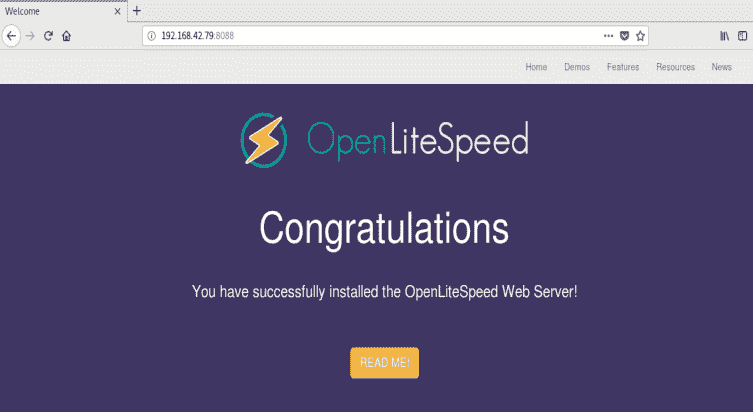 Welcome
192.168.42.79:8088
Home Demos Features Resources News
OpenLiteSpeed
Congratulations
You have successfully installed the OpenLiteSpeed Web Server!
READ ME!